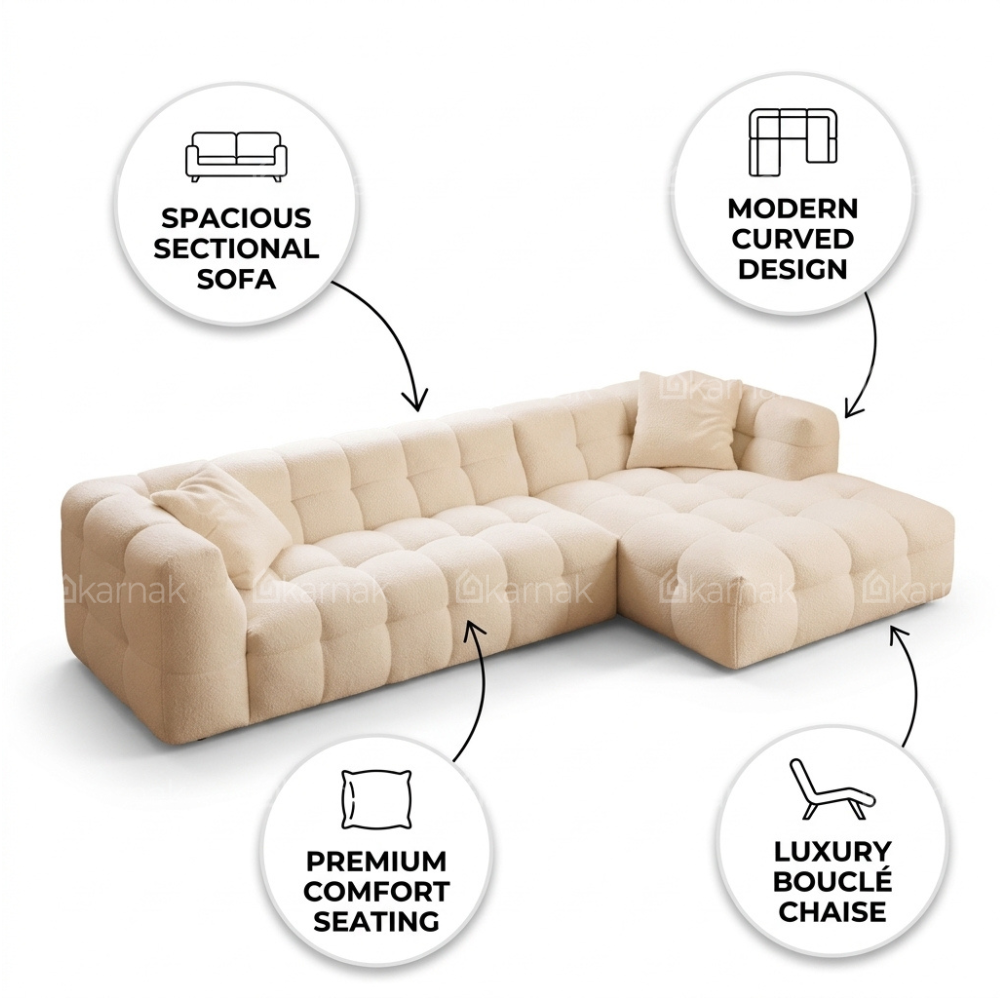 SPACIOUS
SECTIONAL
SOFA
MODERN
CURVED
DESIGN
karnak
karnak karnak karnak karnak karnak
PREMIUM
COMFORT
SEATING
LUXURY
BOUCLÉ
CHAISE